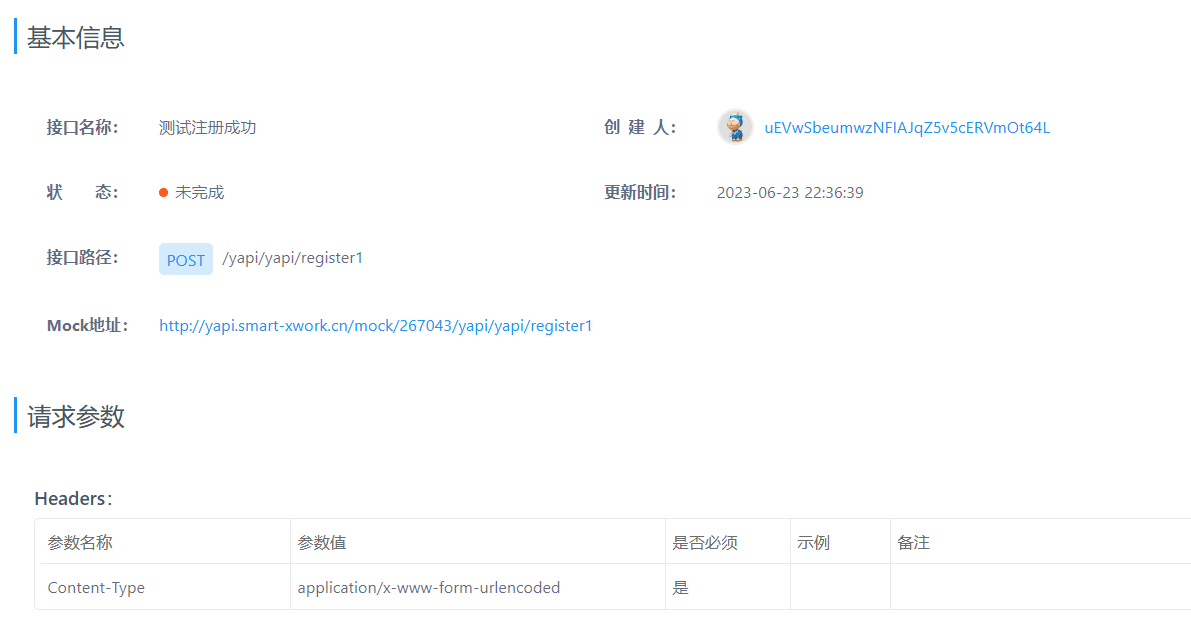 基本信息
接口名称： 测试注册成功 创 建 人： uEVwSbeumwzNFIAJqZ5v5cERVmOt64L
状 态： 未完成 更新时间： 2023-06-23 22:36:39
接口路径： POST /yapi/yapi/register1
Mock地址： http://yapi.smart-xwork.cn/mock/267043/yapi/yapi/register1
请求参数
Headers：
参数名称 参数值 是否必须 示例 备注
Content-Type application/x-www-form-urlencoded 是